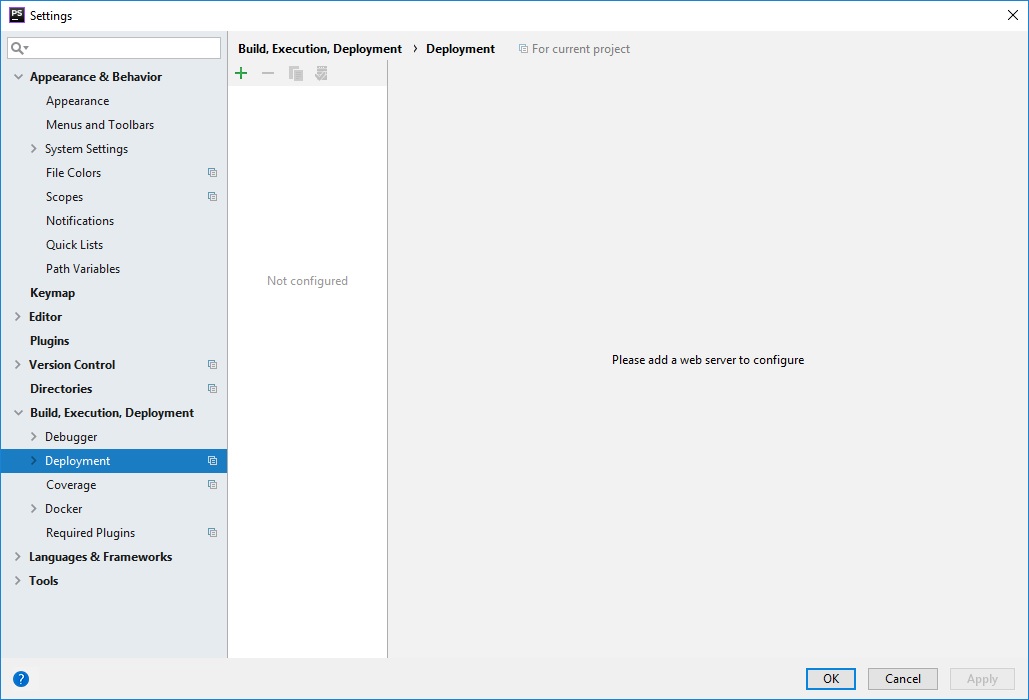 PS Settings
Build, Execution, Deployment › Deployment For current project
Appearance & Behavior
Appearance
Menus and Toolbars
System Settings
File Colors
Scopes
Notifications
Quick Lists
Path Variables
Keymap
Editor
Plugins
Version Control
Directories
Build, Execution, Deployment
Debugger
Deployment
Coverage
Docker
Required Plugins
Languages & Frameworks
Tools
Not configured
Please add a web server to configure
?
OK Cancel Apply